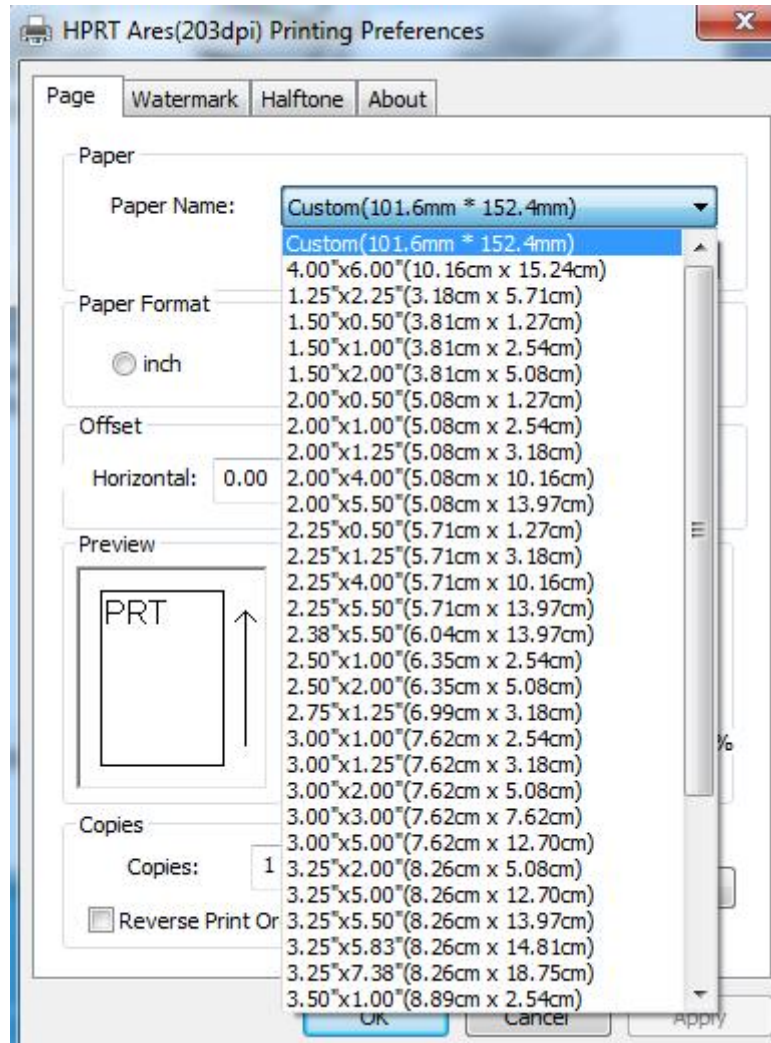 HPRT Ares(203dpi) Printing Preferences
Page Watermark Halftone About
Paper
Paper Name: Custom(101.6mm * 152.4mm)
Custom(101.6mm * 152.4mm)
4.00"x6.00"(10.16cm x 15.24cm)
1.25"x2.25"(3.18cm x 5.71cm)
Paper Format
1.50"x0.50"(3.81cm x 1.27cm)
1.50"x1.00"(3.81cm x 2.54cm)
inch
1.50"x2.00"(3.81cm x 5.08cm)
2.00"x0.50"(5.08cm x 1.27cm)
Offset
2.00"x1.00"(5.08cm x 2.54cm)
2.00"x1.25"(5.08cm x 3.18cm)
Horizontal: 0.00
2.00"x4.00"(5.08cm x 10.16cm)
2.00"x5.50"(5.08cm x 13.97cm)
2.25"x0.50"(5.71cm x 1.27cm)
Preview
2.25"x1.25"(5.71cm x 3.18cm)
2.25"x4.00"(5.71cm x 10.16cm)
PRT
2.25"x5.50"(5.71cm x 13.97cm)
2.38"x5.50"(6.04cm x 13.97cm)
2.50"x1.00"(6.35cm x 2.54cm)
2.50"x2.00"(6.35cm x 5.08cm)
2.75"x1.25"(6.99cm x 3.18cm)
3.00"x1.00"(7.62cm x 2.54cm)
%
3.00"x1.25"(7.62cm x 3.18cm)
3.00"x2.00"(7.62cm x 5.08cm)
3.00"x3.00"(7.62cm x 7.62cm)
Copies
3.00"x5.00"(7.62cm x 12.70cm)
Copies: 1
3.25"x2.00"(8.26cm x 5.08cm)
3.25"x5.00"(8.26cm x 12.70cm)
Reverse Print Or
3.25"x5.50"(8.26cm x 13.97cm)
3.25"x5.83"(8.26cm x 14.81cm)
3.25"x7.38"(8.26cm x 18.75cm)
3.50"x1.00"(8.89cm x 2.54cm)
OK Cancel Apply